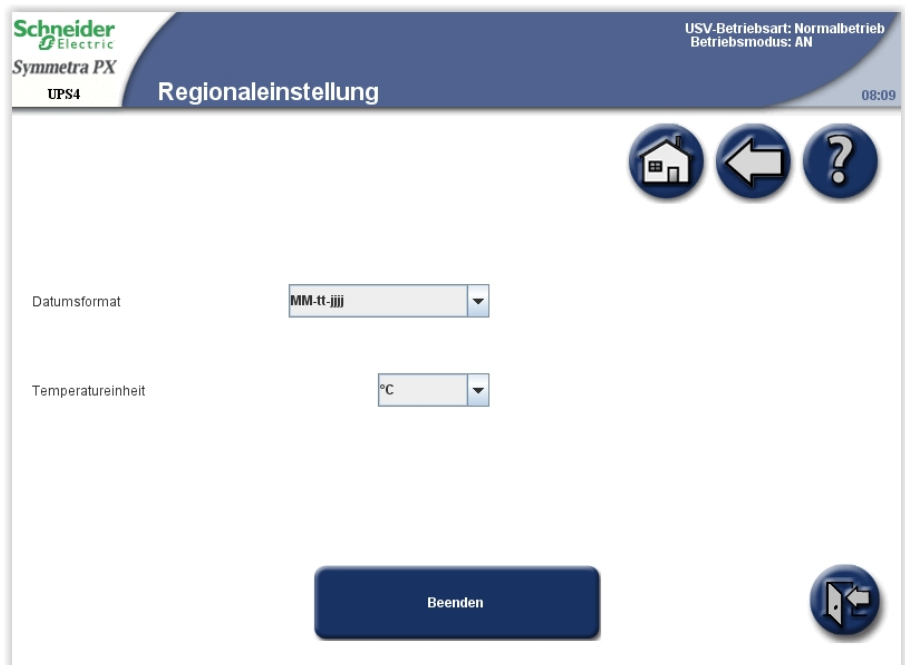 Schneider
Electric
Symmetra PX
UPS4
Regionaleinstellung
USV-Betriebsart: Normalbetrieb
Betriebsmodus: AN
08:09
?
Datumsformat
MM-tt-jjjj
Temperatureinheit
°C
Beenden